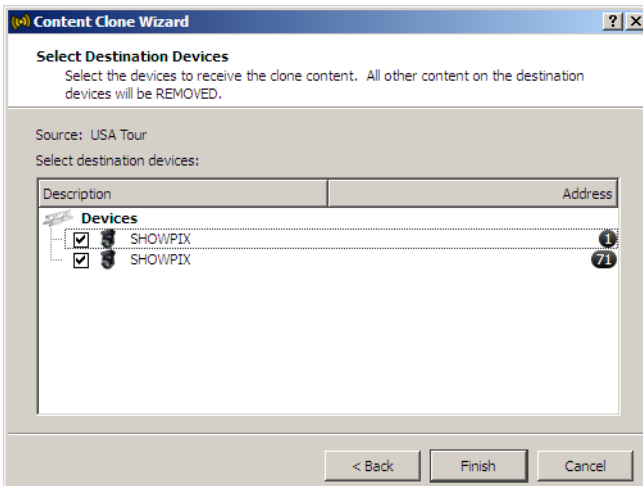 Content Clone Wizard
Select Destination Devices
Select the devices to receive the clone content. All other content on the destination
devices will be REMOVED.
Source: USA Tour
Select destination devices:
Description Address
Devices
SHOWPIX 1
SHOWPIX 71
< Back Finish Cancel